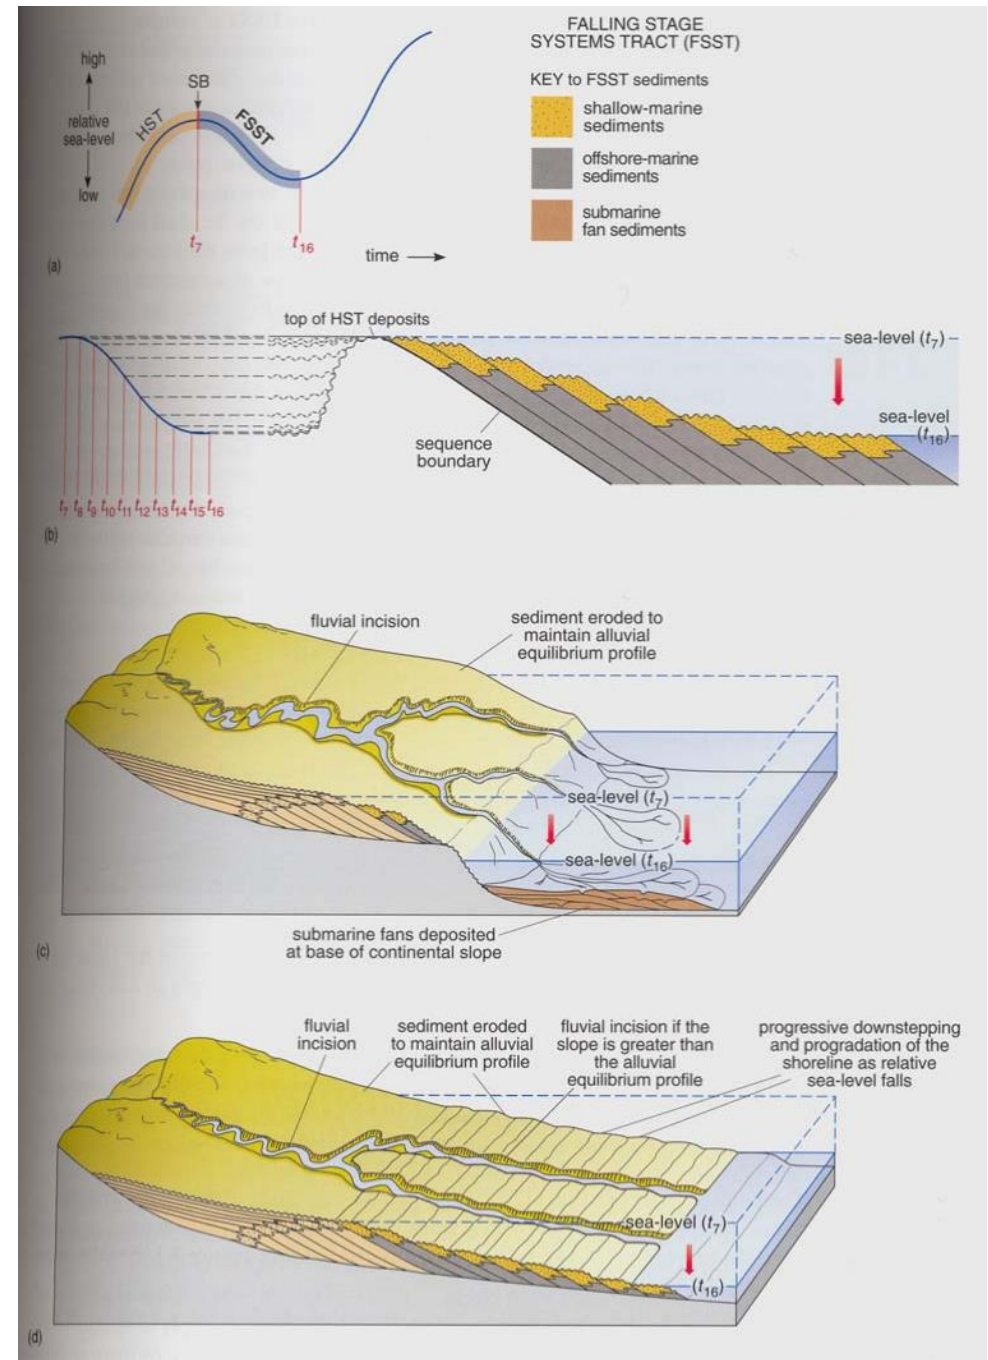 FALLING STAGE
SYSTEMS TRACT (FSST)
KEY to FSST sediments
shallow-marine
sediments
offshore-marine
sediments
submarine
fan sediments
high
relative
sea-level
low
HST
SB
FSST
t7
t16
time
(a)
top of HST deposits
sea-level (t7)
sea-level
(t16)
sequence
boundary
t7 t8 t9 t10 t11 t12 t13 t14 t15 t16
(b)
fluvial incision
sediment eroded to
maintain alluvial
equilibrium profile
sea-level (t7)
sea-level (t16)
submarine fans deposited
at base of continental slope
(c)
fluvial
incision
sediment eroded
to maintain alluvial
equilibrium profile
fluvial incision if the
slope is greater than
the alluvial
equilibrium profile
progressive downstepping
and progradation of the
shoreline as relative
sea-level falls
sea-level (t7)
(t16)
(d)